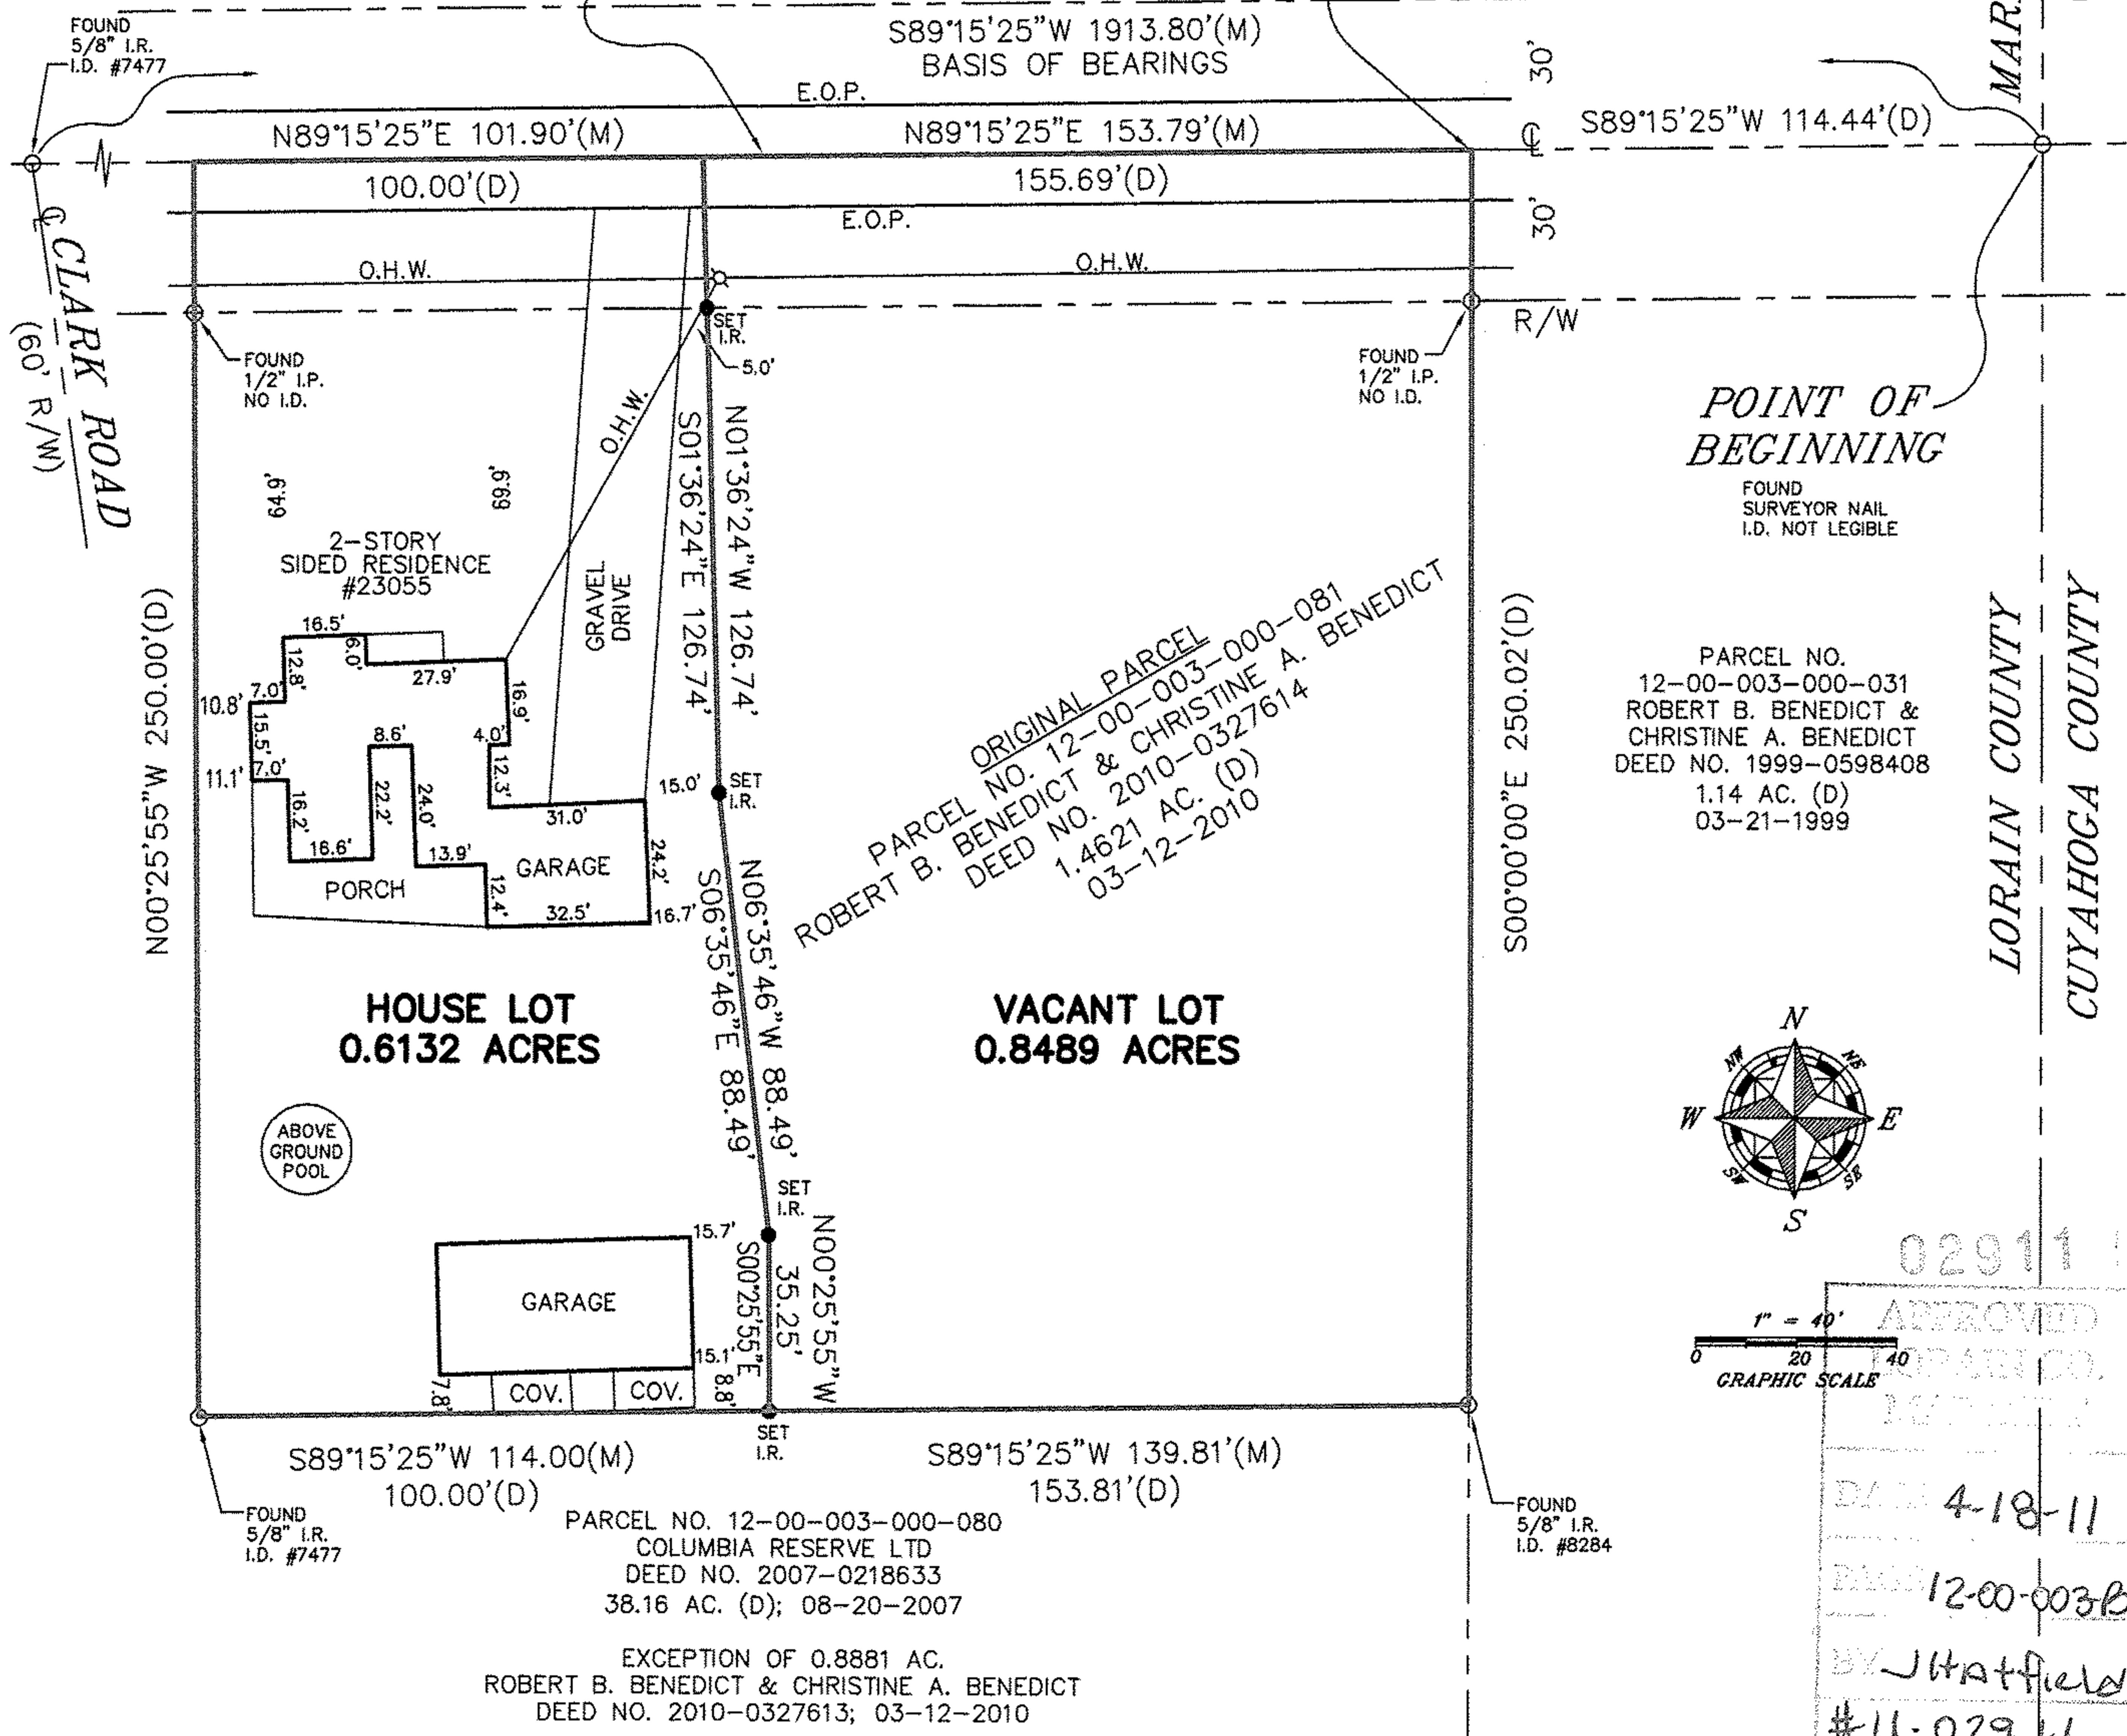 FOUND
5/8" I.R.
I.D. #7477
S89°15'25"W 1913.80'(M)
BASIS OF BEARINGS
30'
E.O.P.
N89°15'25"E 101.90'(M)
N89°15'25"E 153.79'(M)
S89°15'25"W 114.44'(D)
100.00'(D)
155.69'(D)
E.O.P.
30'
O.H.W.
O.H.W.
R/W
CLARK ROAD
(60' R/W)
FOUND
1/2" I.P.
NO I.D.
SET
I.R.
5.0'
FOUND
1/2" I.P.
NO I.D.
O.H.W.
POINT OF
BEGINNING
FOUND
SURVEYOR NAIL
I.D. NOT LEGIBLE
64.9'
69.9'
2-STORY
SIDED RESIDENCE
#23055
GRAVEL
DRIVE
S01°36'24"E 126.74'
N01°36'24"W 126.74'
N00°25'55"W 250.00'(D)
16.5'
6.0'
12.8'
27.9'
7.0'
10.8'
16.9'
15.5'
8.6'
4.0'
12.3'
7.0'
11.1'
15.0'
SET
I.R.
16.2'
22.2'
24.0'
31.0'
16.6'
13.9'
GARAGE
24.2'
PORCH
12.4'
32.5'
16.7'
ORIGINAL PARCEL
PARCEL NO. 12-00-003-000-081
ROBERT B. BENEDICT & CHRISTINE A. BENEDICT
DEED NO. 2010-0327614
1.4621 AC. (D)
03-12-2010
S00°00'00"E 250.02'(D)
PARCEL NO.
12-00-003-000-031
ROBERT B. BENEDICT &
CHRISTINE A. BENEDICT
DEED NO. 1999-0598408
1.14 AC. (D)
03-21-1999
LORAIN COUNTY
CUYAHOGA COUNTY
S06°35'46"E 88.49'
N06°35'46"W 88.49'
HOUSE LOT
0.6132 ACRES
VACANT LOT
0.8489 ACRES
N
NW
NE
W
E
SW
SE
S
ABOVE
GROUND
POOL
SET
I.R.
15.7'
GARAGE
S00°25'55"E
35.25'
N00°25'55"W
15.1'
7.8'
COV.
COV.
8.8'
SET
I.R.
02911
1" = 40'
0 20 40
GRAPHIC SCALE
APPROVED
LORAIN CO.
S89°15'25"W 114.00(M)
100.00'(D)
S89°15'25"W 139.81'(M)
153.81'(D)
FOUND
5/8" I.R.
I.D. #7477
FOUND
5/8" I.R.
I.D. #8284
PARCEL NO. 12-00-003-000-080
COLUMBIA RESERVE LTD
DEED NO. 2007-0218633
38.16 AC. (D); 08-20-2007
EXCEPTION OF 0.8881 AC.
ROBERT B. BENEDICT & CHRISTINE A. BENEDICT
DEED NO. 2010-0327613; 03-12-2010
DATE 4-18-11
PAGE 12-00-003-B
BY JHatfield